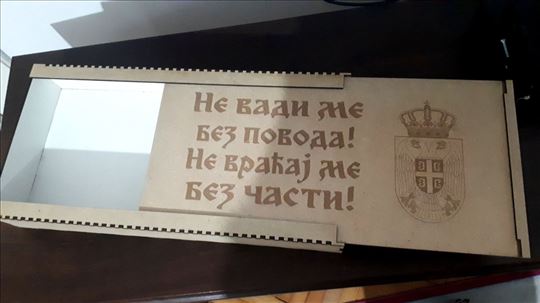 Не вади ме
без повода!
Не враћај ме
без части!